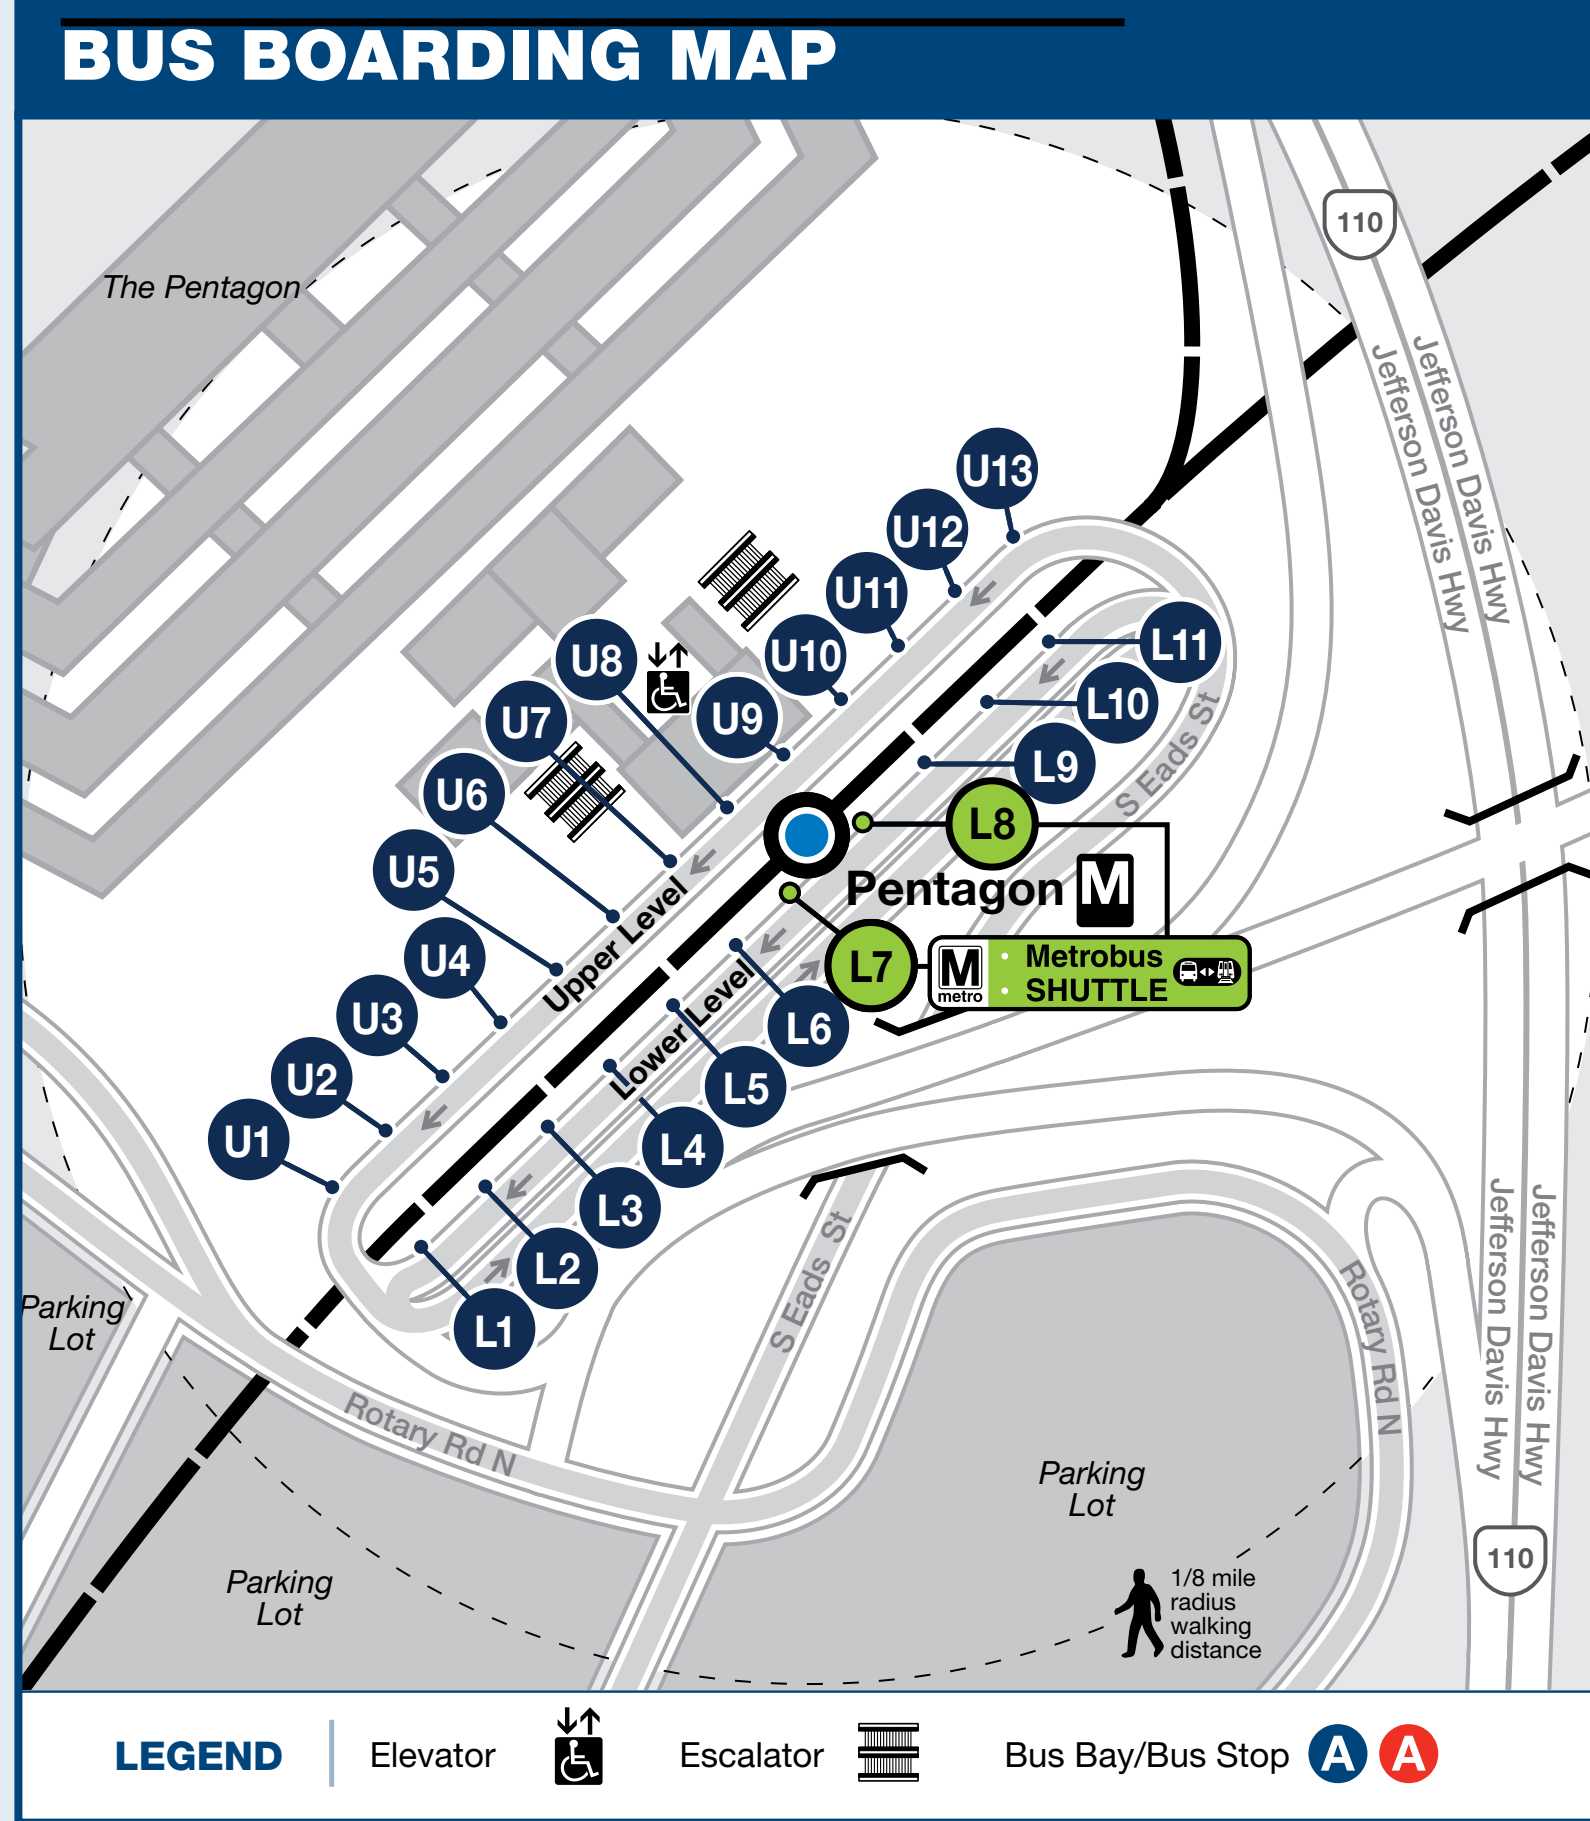 BUS BOARDING MAP
110
The Pentagon
Jefferson Davis Hwy
Jefferson Davis Hwy
U13
U12
U11
U10
U9
U8
U7
U6
U5
U4
U3
U2
U1
L11
L10
L9
L8
S Eads St
Pentagon M
L7
M metro
Metrobus
SHUTTLE
Upper Level
Lower Level
L6
L5
L4
L3
L2
L1
S Eads St
Rotary Rd N
Rotary Rd N
Jefferson Davis Hwy
Jefferson Davis Hwy
Parking
Lot
Parking
Lot
Parking
Lot
110
1/8 mile
radius
walking
distance
LEGEND Elevator Escalator Bus Bay/Bus Stop A A